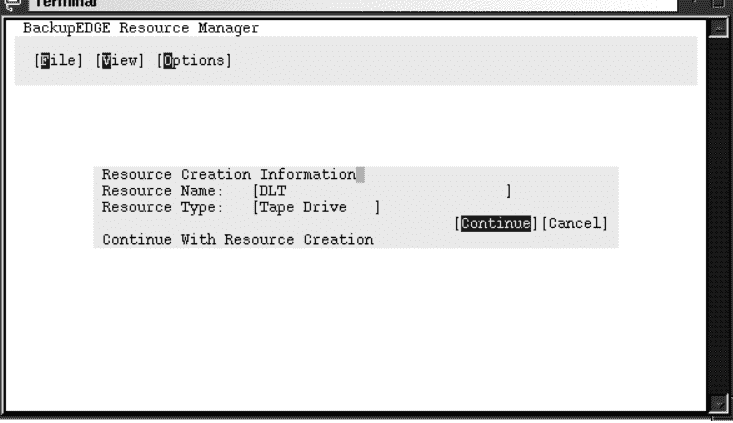 Terminal
BackupEDGE Resource Manager
[File] [View] [Options]
Resource Creation Information
Resource Name: [DLT ]
Resource Type: [Tape Drive ]
[Continue][Cancel]
Continue With Resource Creation